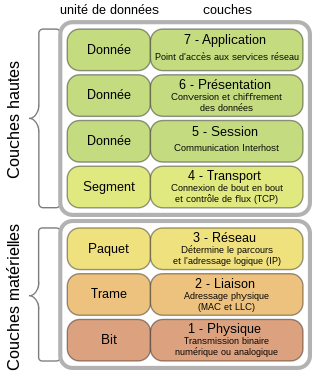 unité de données couches
Couches hautes
Donnée
7 - Application
Point d'accès aux services réseau
Donnée
6 - Présentation
Conversion et chiffrement
des données
Donnée
5 - Session
Communication Interhost
Segment
4 - Transport
Connexion de bout en bout
et contrôle de flux (TCP)
Couches matérielles
Paquet
3 - Réseau
Détermine le parcours
et l'adressage logique (IP)
Trame
2 - Liaison
Adressage physique
(MAC et LLC)
Bit
1 - Physique
Transmission binaire
numérique ou analogique